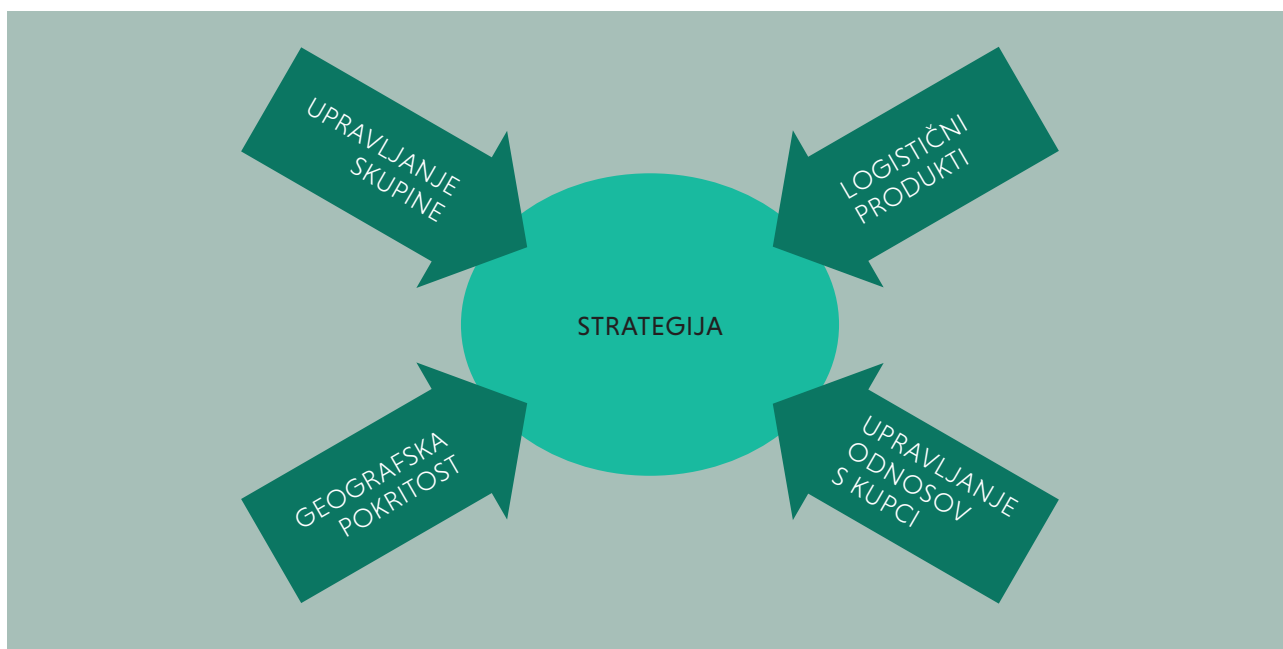 UPRAVLJANJE
SKUPINE
LOGISTIČNI
PRODUKTI
STRATEGIJA
GEOGRAFSKA
POKRITOST
UPRAVLJANJE
ODNOSOV
S KUPCI